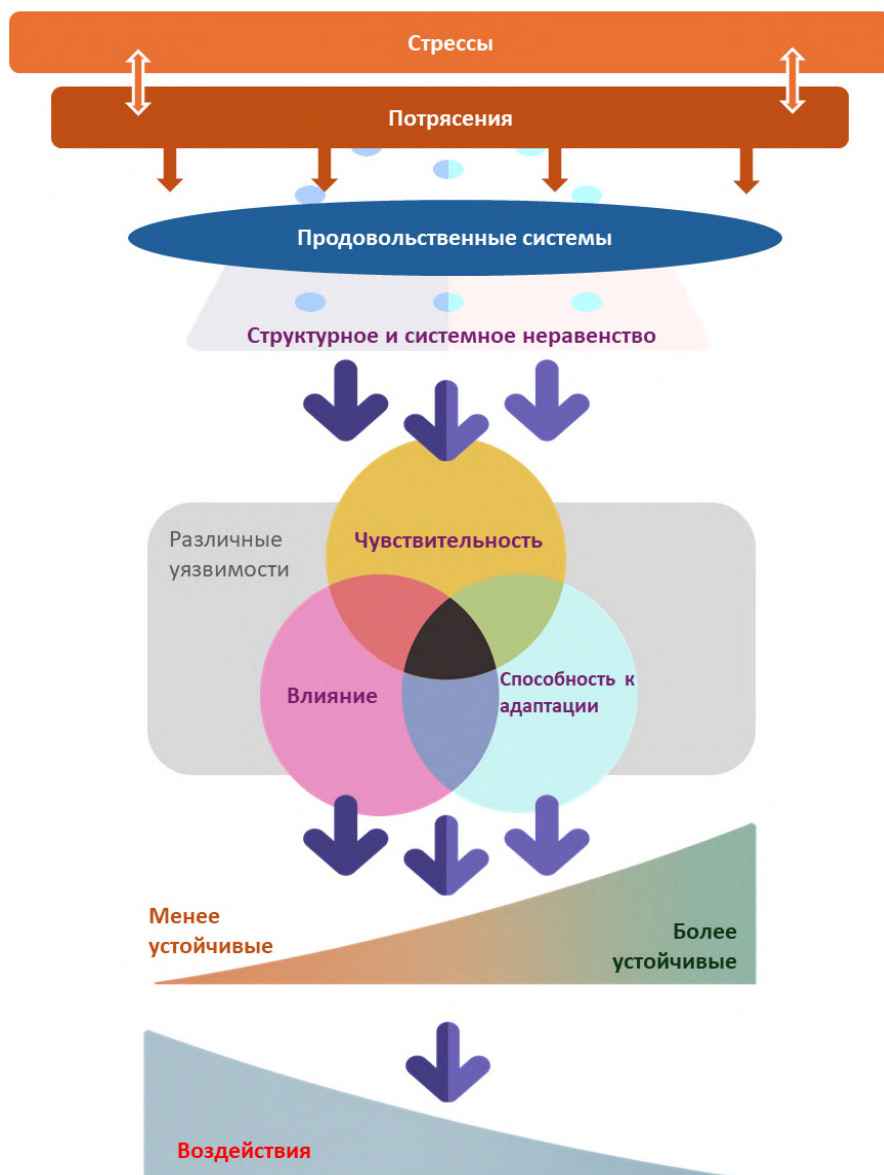 Стрессы
Потрясения
Продовольственные системы
Структурное и системное неравенство
Различные
уязвимости
Чувствительность
Влияние
Способность к
адаптации
Менее
устойчивые
Более
устойчивые
Воздействия